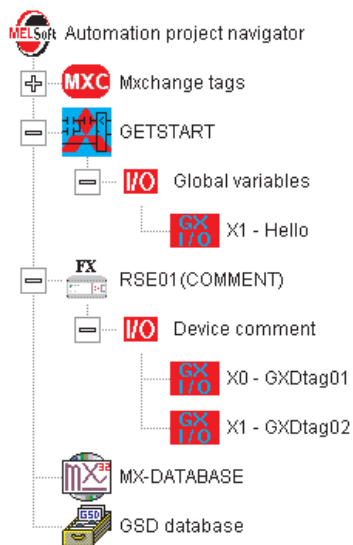 MELSoft Automation project navigator
MXC Mxchange tags
GETSTART
I/O Global variables
GX I/O X1 - Hello
FX RSE01(COMMENT)
I/O Device comment
GX I/O X0 - GXDtag01
GX I/O X1 - GXDtag02
mx32 MX-DATABASE
GSD GSD database